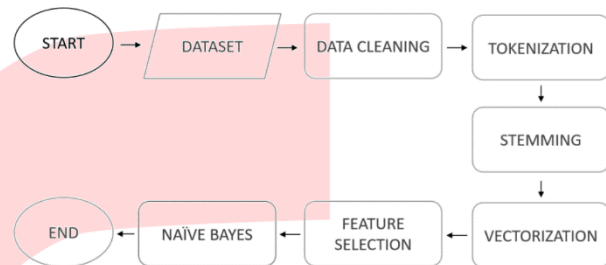 START
DATASET
DATA CLEANING
TOKENIZATION
STEMMING
VECTORIZATION
FEATURE
SELECTION
NAÏVE BAYES
END